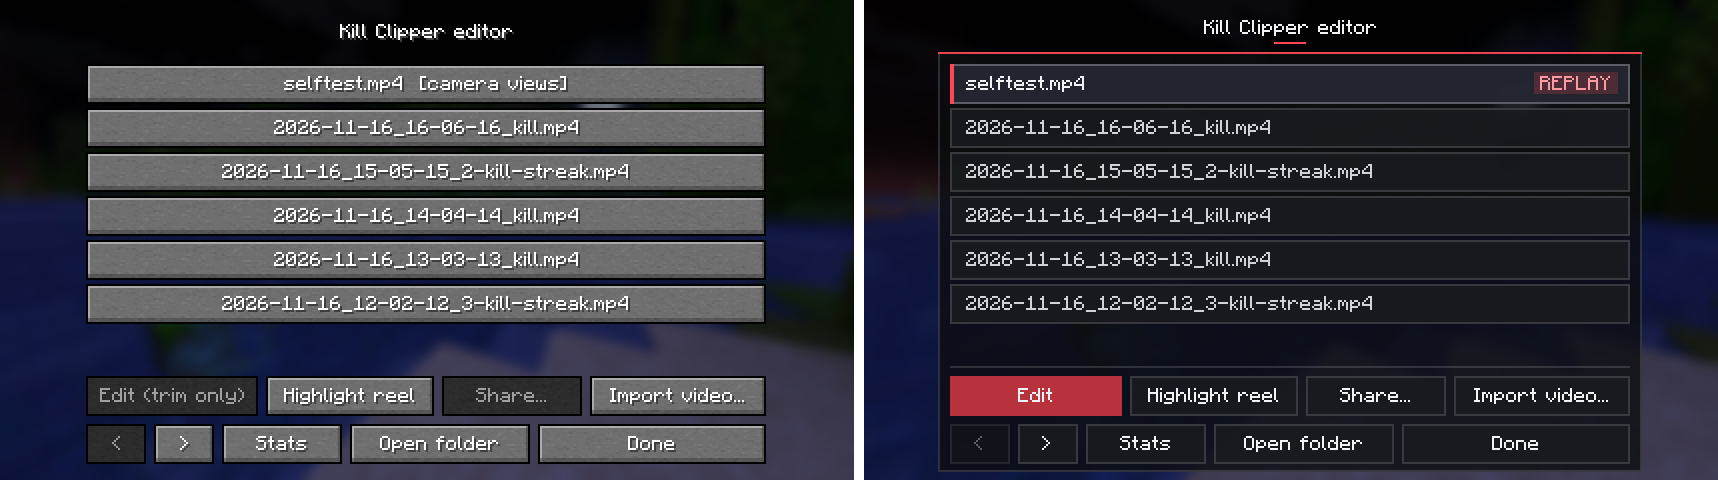 Kill Clipper editor
selftest.mp4 [camera views]
2026-11-16_16-06-16_kill.mp4
2026-11-16_15-05-15_2-kill-streak.mp4
2026-11-16_14-04-14_kill.mp4
2026-11-16_13-03-13_kill.mp4
2026-11-16_12-02-12_3-kill-streak.mp4
Edit (trim only) Highlight reel Share... Import video...
< > Stats Open folder Done
Kill Clipper editor
selftest.mp4 REPLAY
2026-11-16_16-06-16_kill.mp4
2026-11-16_15-05-15_2-kill-streak.mp4
2026-11-16_14-04-14_kill.mp4
2026-11-16_13-03-13_kill.mp4
2026-11-16_12-02-12_3-kill-streak.mp4
Edit Highlight reel Share... Import video...
< > Stats Open folder Done